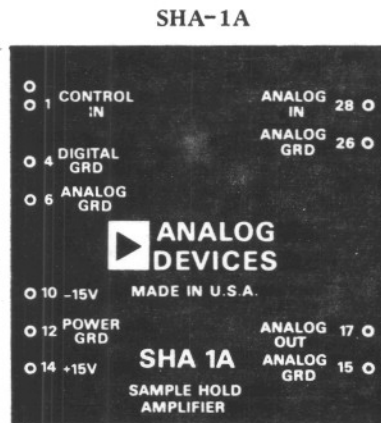 SHA-1A
1 CONTROL
IN
4 DIGITAL
GRD
6 ANALOG
GRD
ANALOG
IN 28
ANALOG
GRD 26
ANALOG
DEVICES
MADE IN U.S.A.
10 -15V
12 POWER
GRD
14 +15V
SHA 1A
SAMPLE HOLD
AMPLIFIER
ANALOG
OUT 17
ANALOG
GRD 15